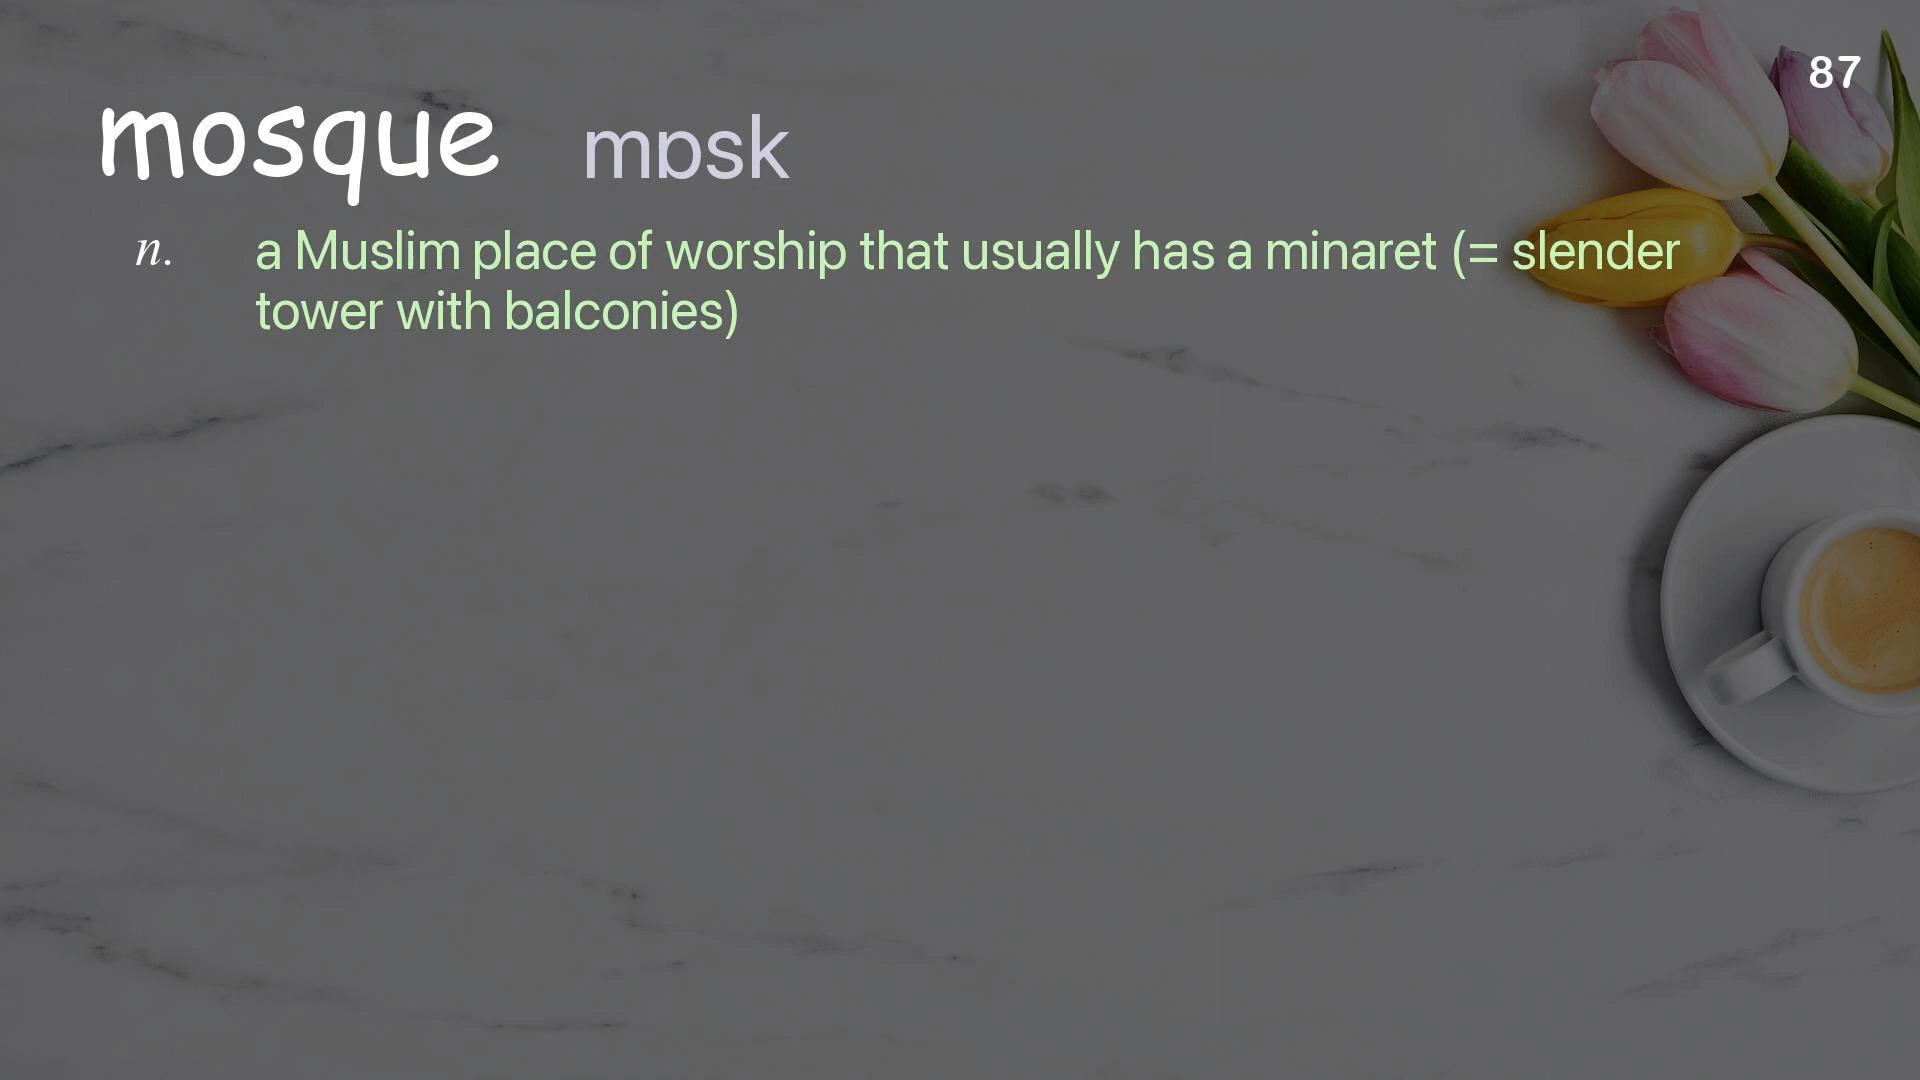 87
mosque mɒsk
n. a Muslim place of worship that usually has a minaret (= slender
tower with balconies)